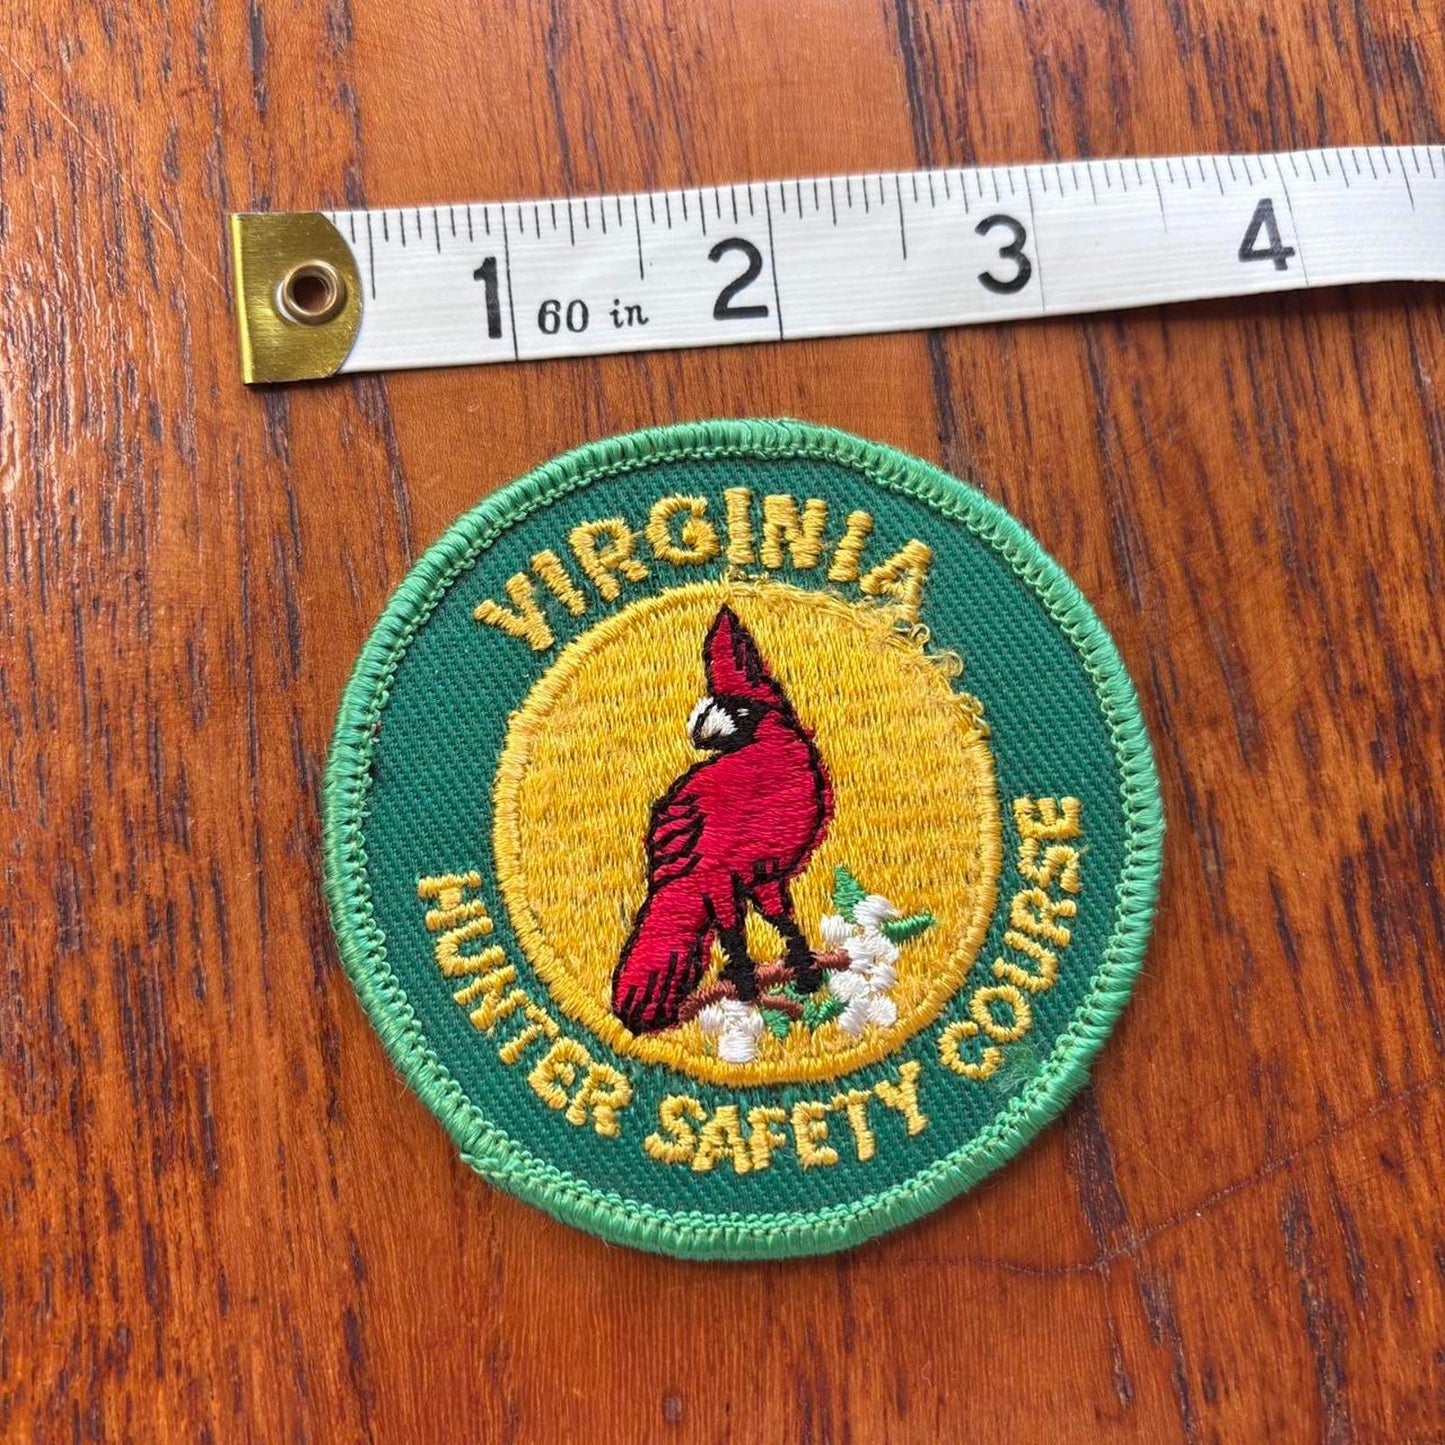 1 60 in 2 3 4
VIRGINIA
HUNTER SAFETY COURSE